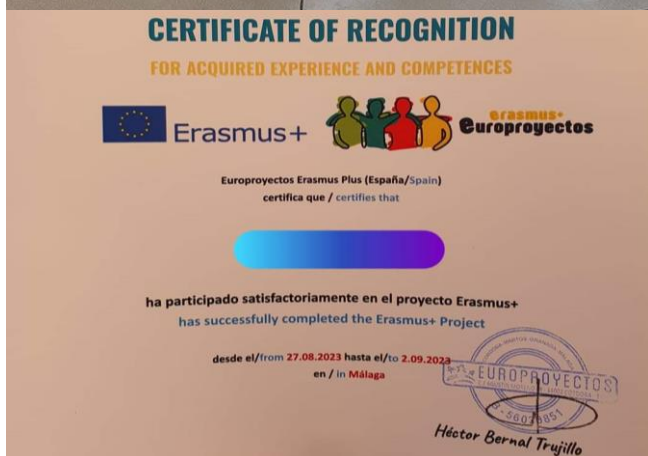 CERTIFICATE OF RECOGNITION
FOR ACQUIRED EXPERIENCE AND COMPETENCES
Erasmus+
erasmus+
europroyectos
Europroyectos Erasmus Plus (España/Spain)
certifica que / certifies that
ha participado satisfactoriamente en el proyecto Erasmus+
has successfully completed the Erasmus+ Project
desde el/from 27.08.2023 hasta el/to 2.09.2023
en / in Málaga
EUROPROYECTOS
Héctor Bernal Trujillo